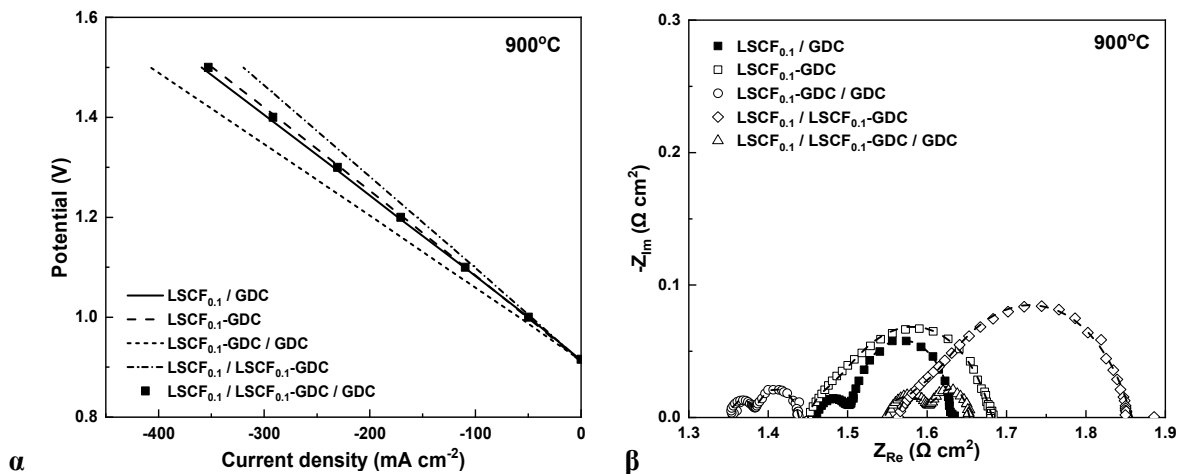 900°C
1.6
1.4
1.2
1.0
0.8
Potential (V)
LSCF0.1 / GDC
LSCF0.1-GDC
LSCF0.1-GDC / GDC
LSCF0.1 / LSCF0.1-GDC
LSCF0.1 / LSCF0.1-GDC / GDC
-400 -300 -200 -100 0
Current density (mA cm-2)
α
900°C
LSCF0.1 / GDC
LSCF0.1-GDC
LSCF0.1-GDC / GDC
LSCF0.1 / LSCF0.1-GDC
LSCF0.1 / LSCF0.1-GDC / GDC
0.3
0.2
0.1
0.0
-ZIm (Ω cm2)
1.3 1.4 1.5 1.6 1.7 1.8 1.9
ZRe (Ω cm2)
β